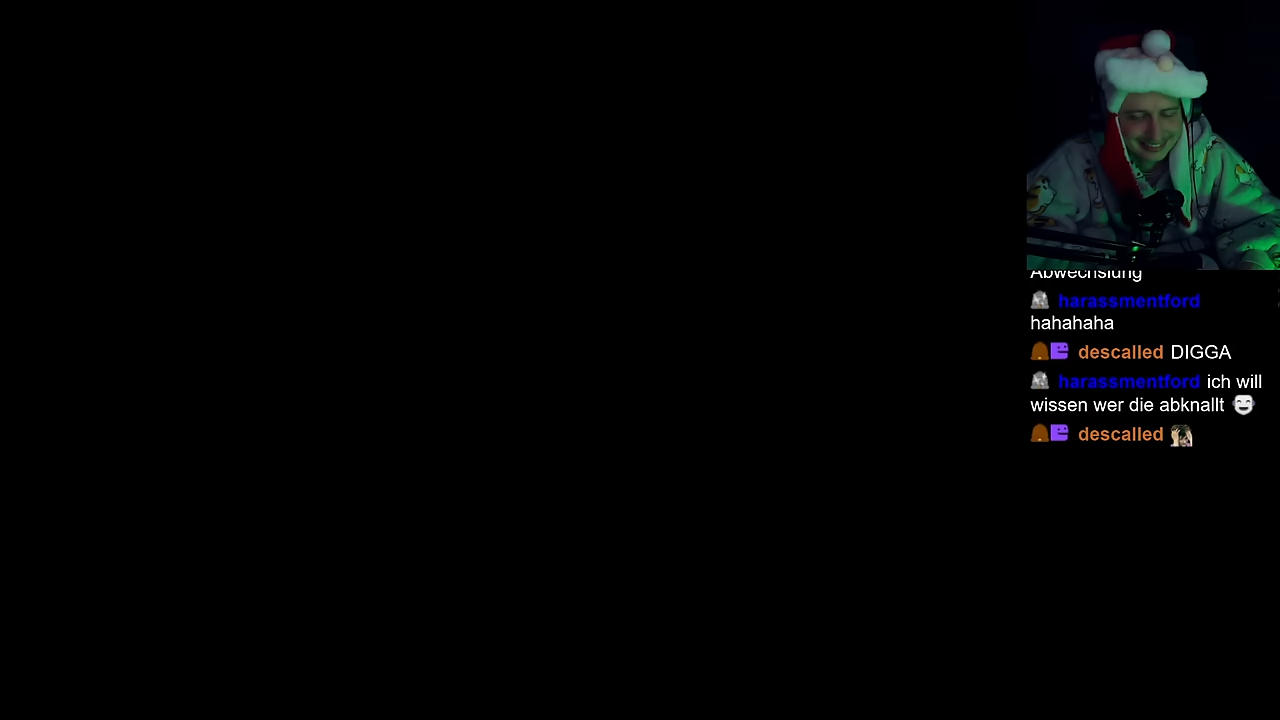 Abwechslung
harassmentford
hahahaha
descalled DIGGA
harassmentford ich will
wissen wer die abknallt
descalled